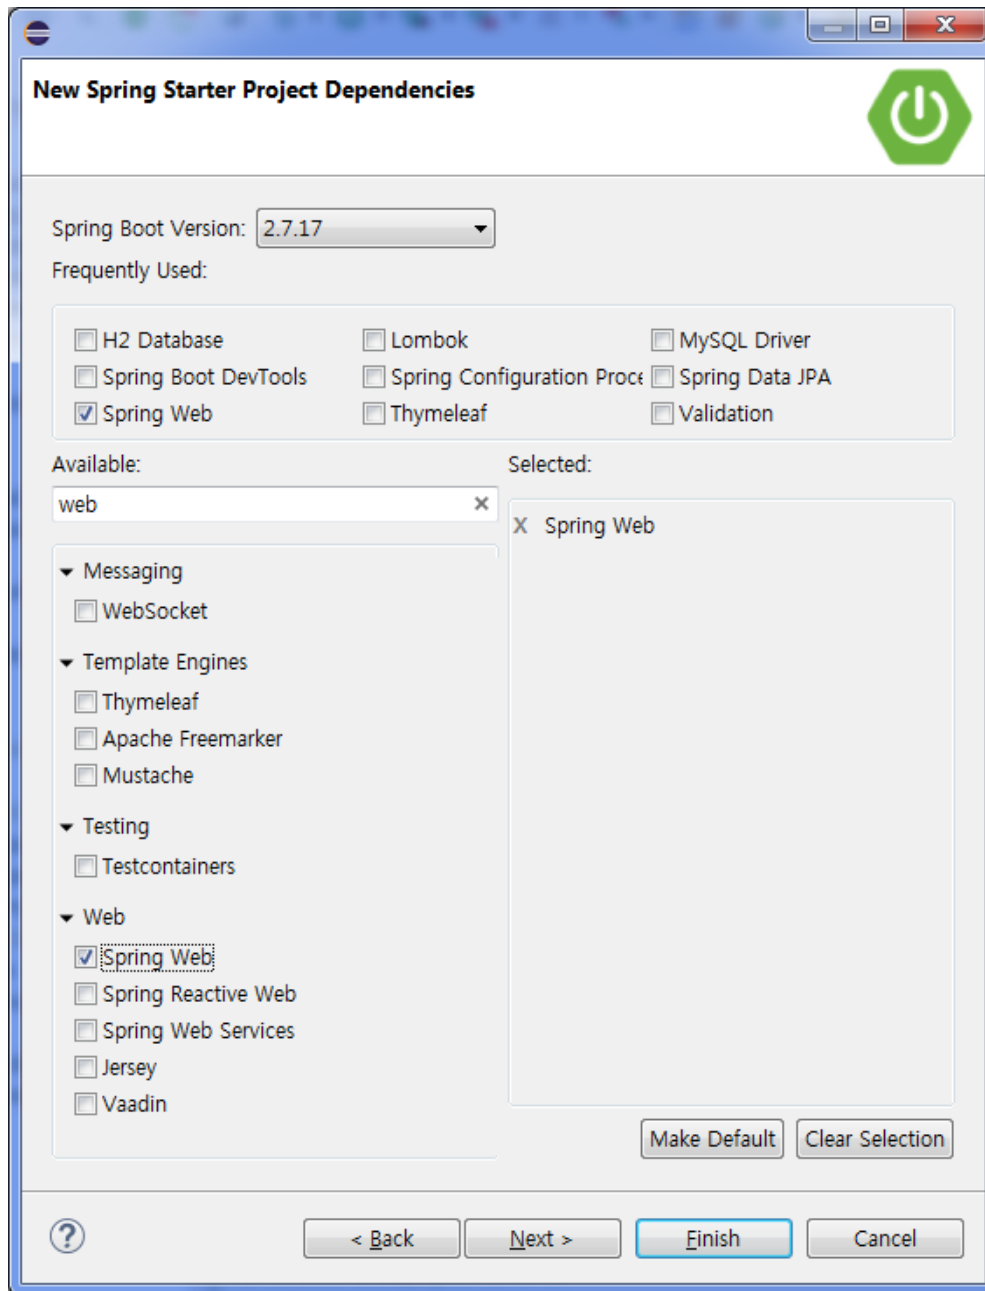 New Spring Starter Project Dependencies
Spring Boot Version: 2.7.17
Frequently Used:
H2 Database Lombok MySQL Driver
Spring Boot DevTools Spring Configuration Proce Spring Data JPA
Spring Web Thymeleaf Validation
Available: Selected:
web
X Spring Web
Messaging
WebSocket
Template Engines
Thymeleaf
Apache Freemarker
Mustache
Testing
Testcontainers
Web
Spring Web
Spring Reactive Web
Spring Web Services
Jersey
Vaadin
Make Default Clear Selection
? < Back Next > Finish Cancel